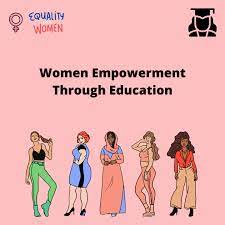 EQUALITY
WOMEN
Women Empowerment
Through Education